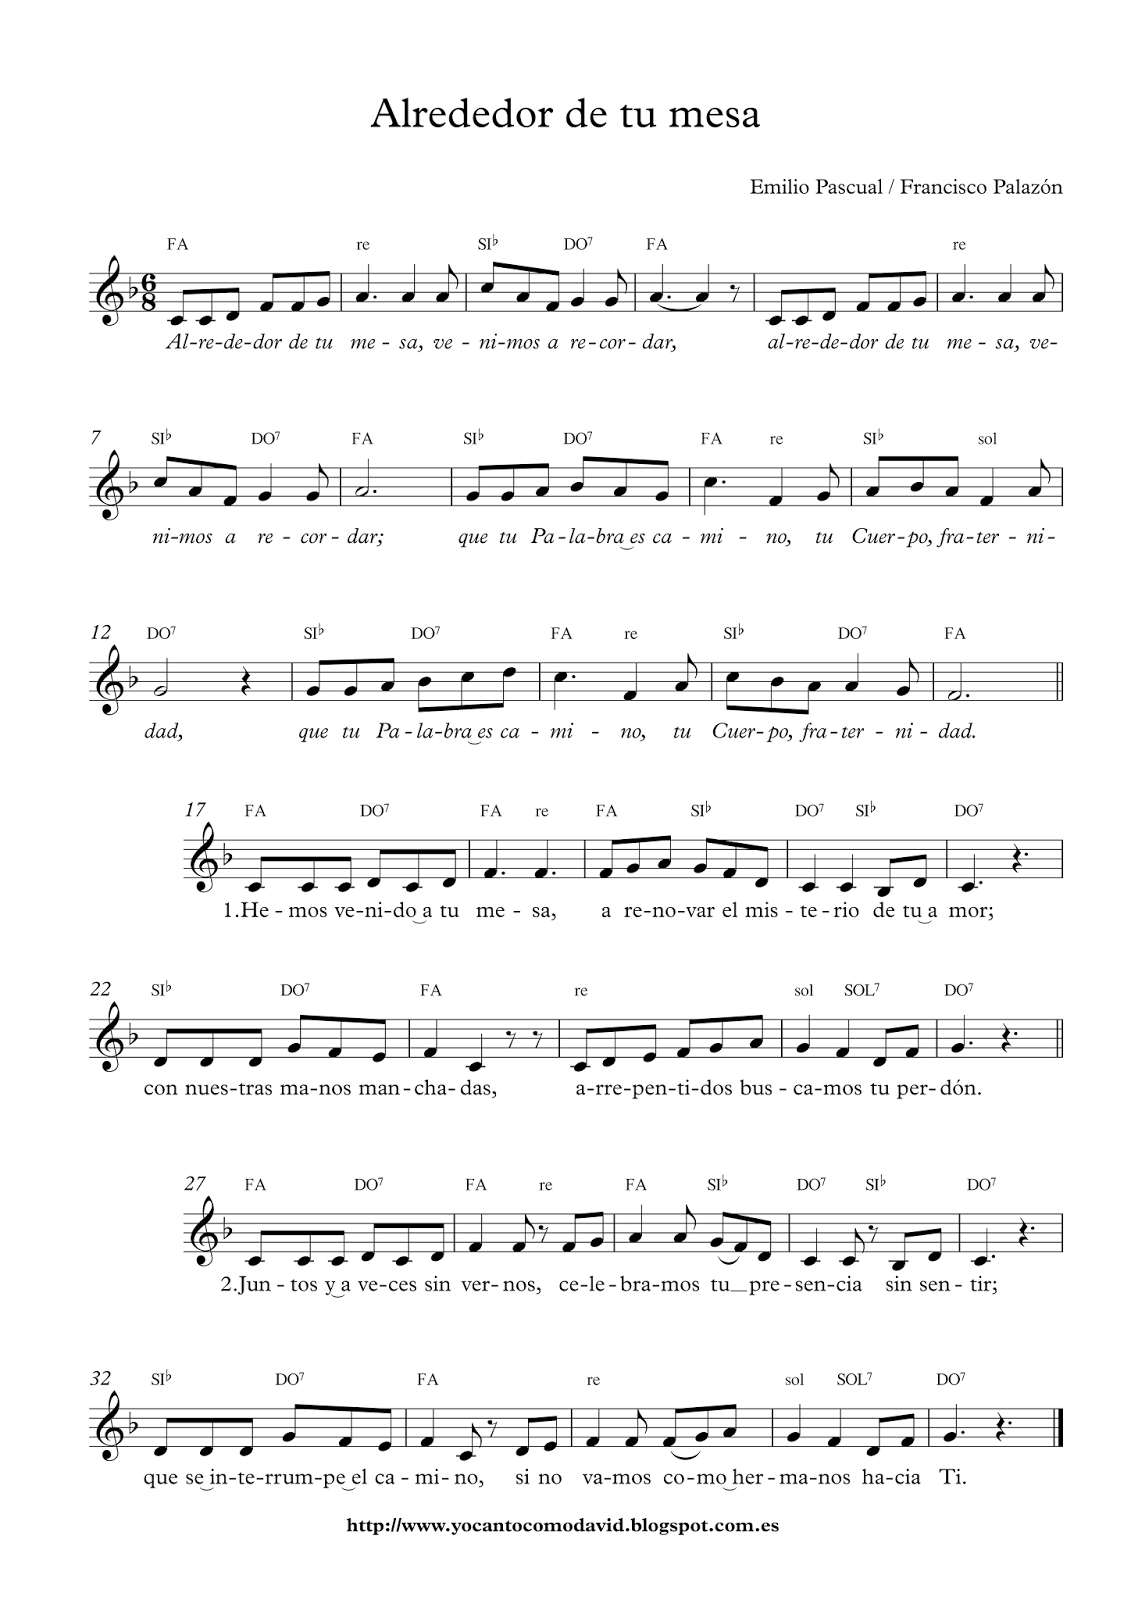 Alrededor de tu mesa
Emilio Pascual / Francisco Palazón
FA re SI♭ DO7 FA re
6 8
Al-re-de-dor de tu me - sa, ve - ni-mos a re-cor-dar, al-re-de-dor de tu me - sa, ve-
7 SI♭ DO7 FA SI♭ DO7 FA re SI♭ sol
ni-mos a re - cor - dar; que tu Pa-la-bra‿es ca - mi - no, tu Cuer-po, fra-ter - ni-
12 DO7 SI♭ DO7 FA re SI♭ DO7 FA
dad, que tu Pa-la-bra‿es ca - mi - no, tu Cuer-po, fra-ter - ni - dad.
17 FA DO7 FA re FA SI♭ DO7 SI♭ DO7
1.He - mos ve-ni-do‿a tu me - sa, a re-no-var el mis - te-rio de tu‿a mor;
22 SI♭ DO7 FA re sol SOL7 DO7
con nues-tras ma-nos man-cha-das, a-rre-pen-ti-dos bus - ca-mos tu per-dón.
27 FA DO7 FA re FA SI♭ DO7 SI♭ DO7
2.Jun - tos y‿a ve-ces sin ver-nos, ce-le-bra-mos tu__ pre-sen-cia sin sen - tir;
32 SI♭ DO7 FA re sol SOL7 DO7
que se‿in-te-rrum-pe‿el ca - mi-no, si no va-mos co-mo‿her-ma-nos ha-cia Ti.
http://www.yocantocomodavid.blogspot.com.es